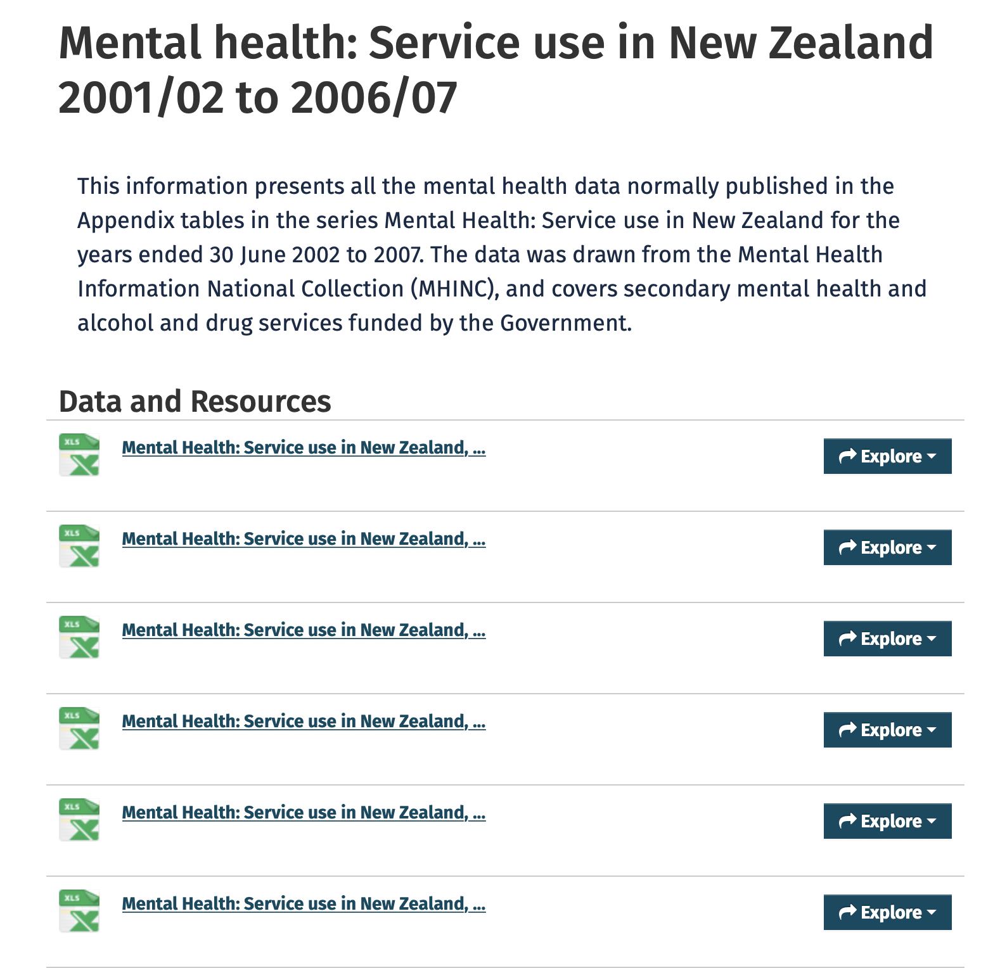 Mental health: Service use in New Zealand
2001/02 to 2006/07
This information presents all the mental health data normally published in the
Appendix tables in the series Mental Health: Service use in New Zealand for the
years ended 30 June 2002 to 2007. The data was drawn from the Mental Health
Information National Collection (MHINC), and covers secondary mental health and
alcohol and drug services funded by the Government.
Data and Resources
XLS
Mental Health: Service use in New Zealand, ...
Explore
XLS
Mental Health: Service use in New Zealand, ...
Explore
XLS
Mental Health: Service use in New Zealand, ...
Explore
XLS
Mental Health: Service use in New Zealand, ...
Explore
XLS
Mental Health: Service use in New Zealand, ...
Explore
XLS
Mental Health: Service use in New Zealand, ...
Explore